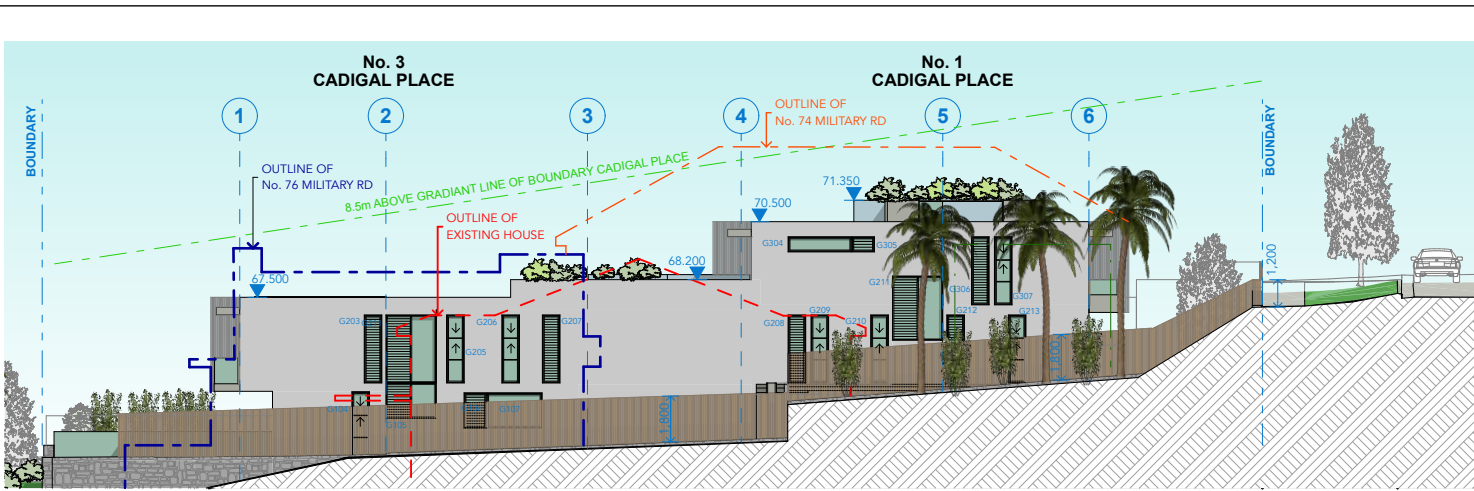 No. 3
CADIGAL PLACE
No. 1
CADIGAL PLACE
BOUNDARY
1
2
3
4
5
6
BOUNDARY
OUTLINE OF
No. 74 MILITARY RD
OUTLINE OF
No. 76 MILITARY RD
8.5m ABOVE GRADIANT LINE OF BOUNDARY CADIGAL PLACE
OUTLINE OF
EXISTING HOUSE
71.350
70.500
68.200
67.500
G304
G305
G306
G307
G211
G203
G206
G207
G205
G208
G209
G210
G212
G213
G104
G105
G107
1,800
1,800
1,200